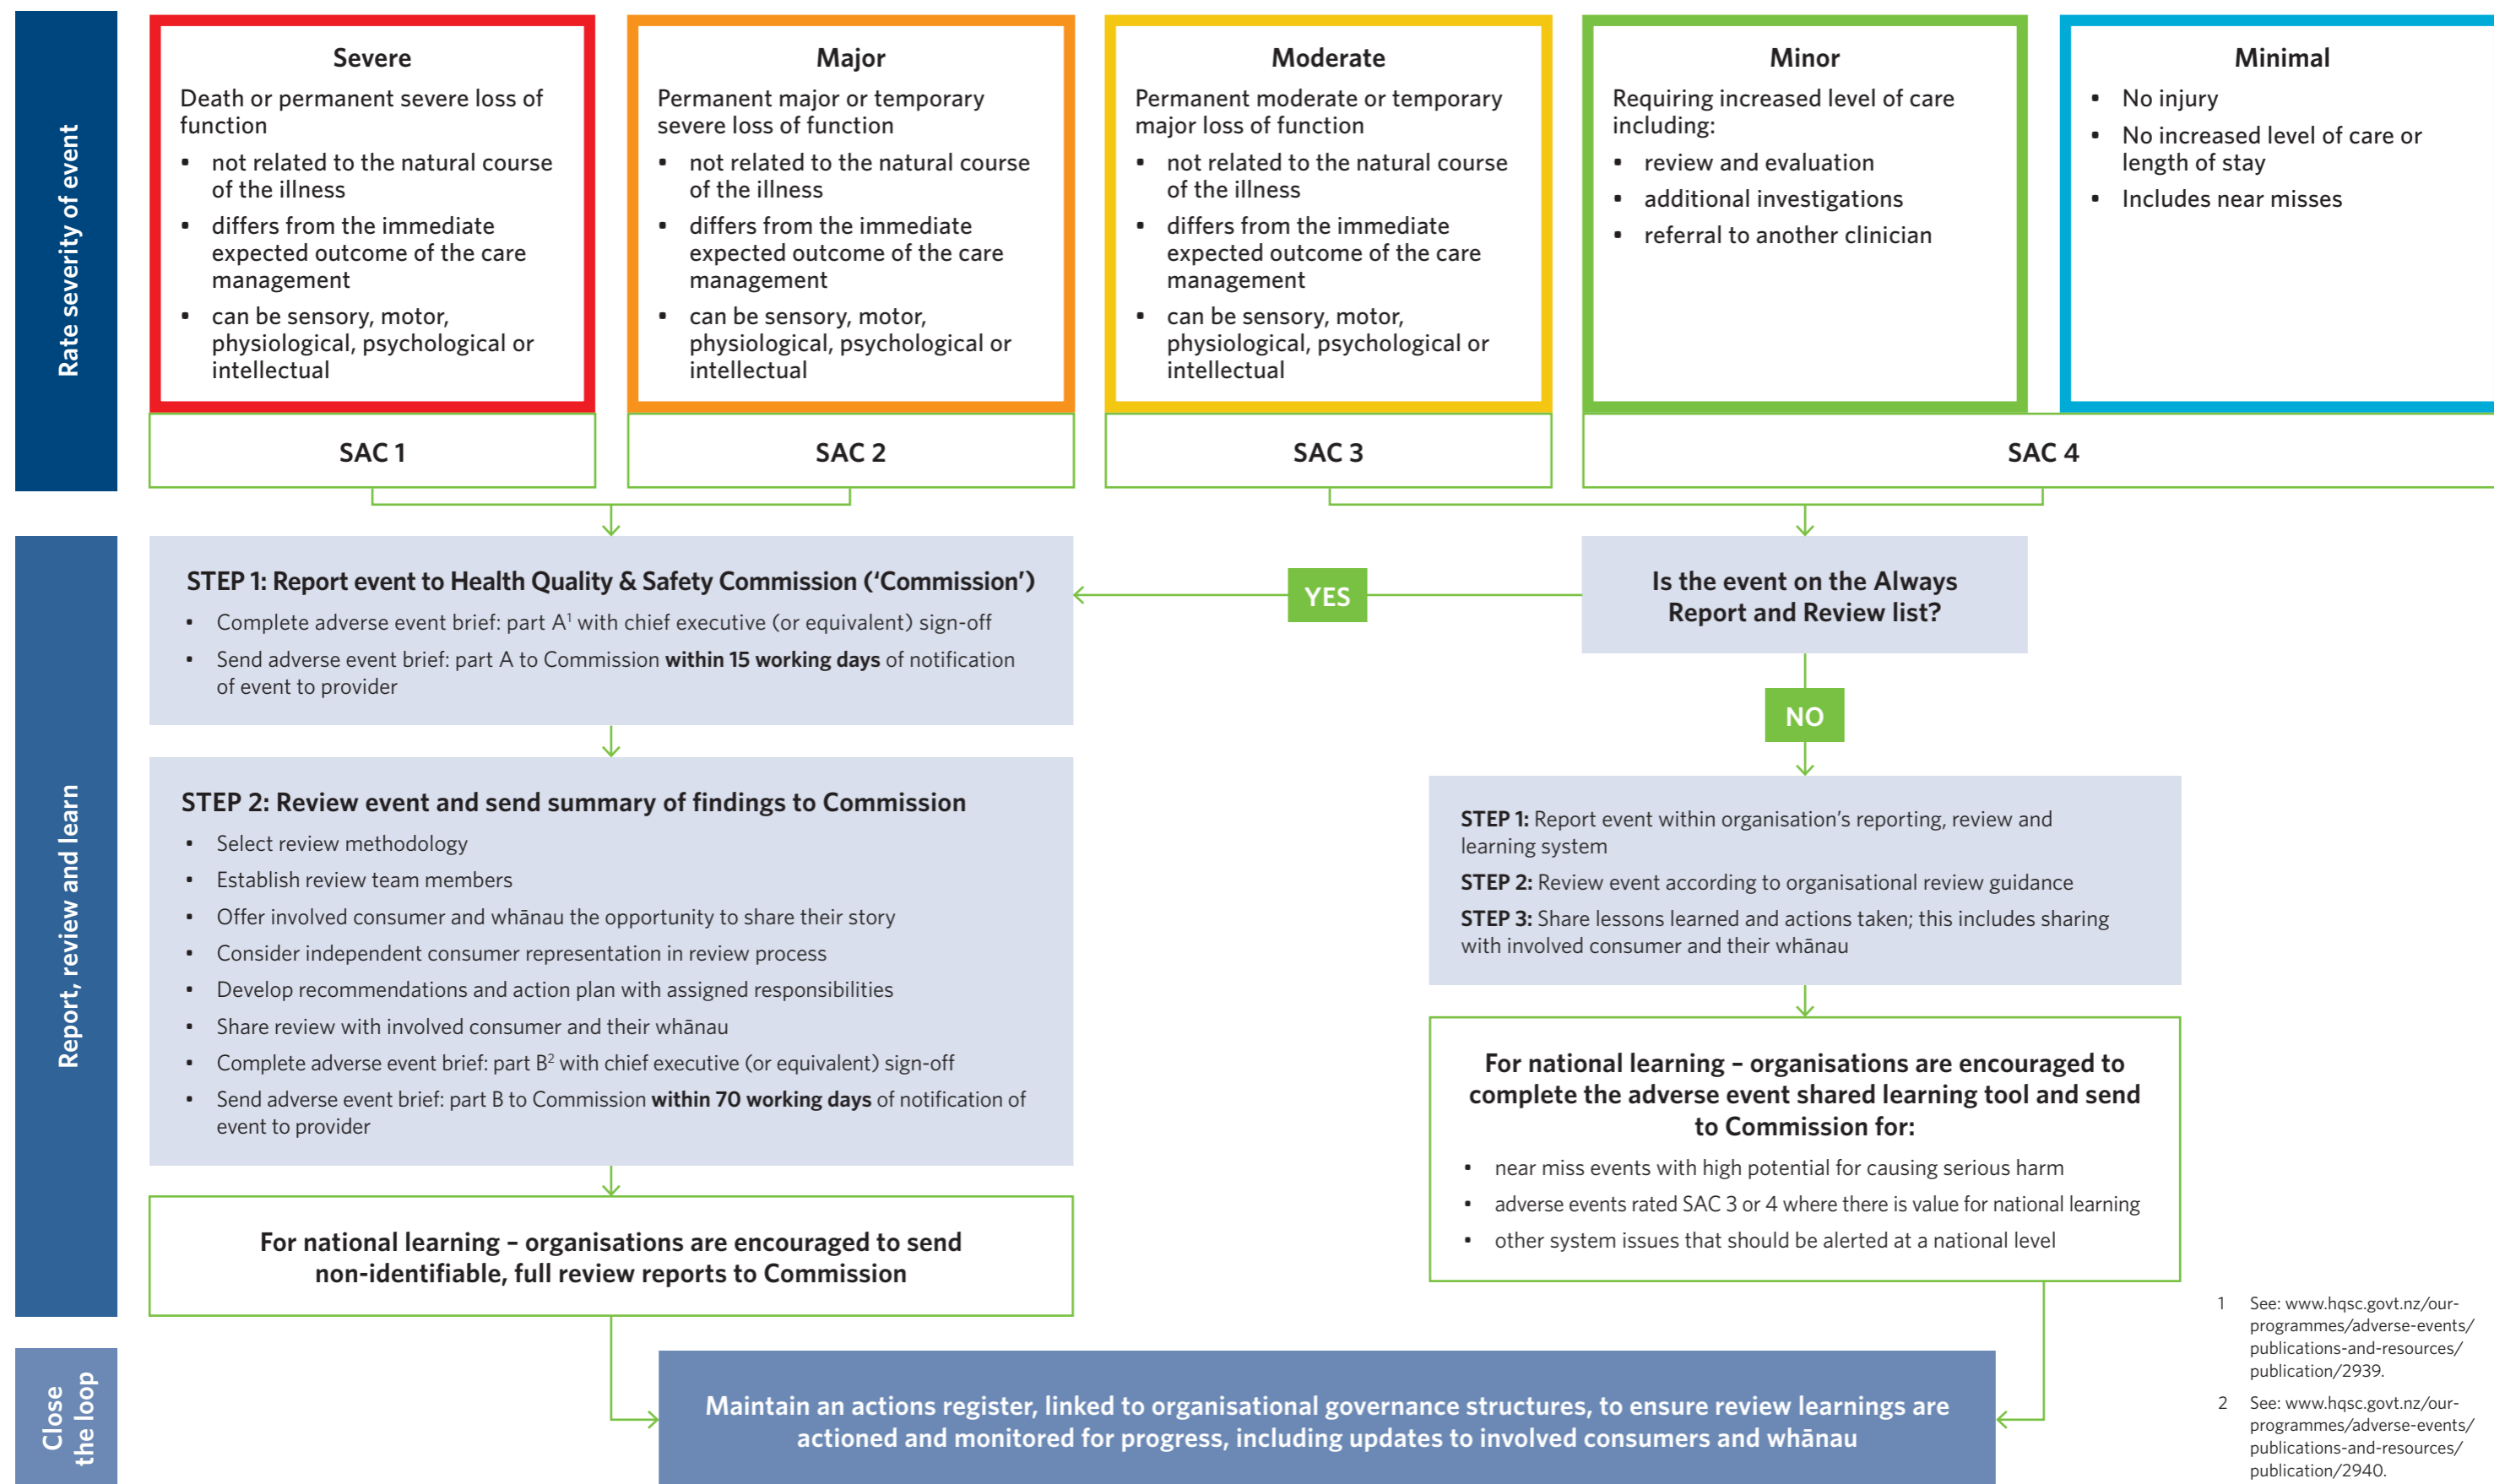 Rate severity of event
Severe
Death or permanent severe loss of
function
▪ not related to the natural course
of the illness
▪ differs from the immediate
expected outcome of the care
management
▪ can be sensory, motor,
physiological, psychological or
intellectual
SAC 1
Major
Permanent major or temporary
severe loss of function
▪ not related to the natural course
of the illness
▪ differs from the immediate
expected outcome of the care
management
▪ can be sensory, motor,
physiological, psychological or
intellectual
SAC 2
Moderate
Permanent moderate or temporary
major loss of function
▪ not related to the natural course
of the illness
▪ differs from the immediate
expected outcome of the care
management
▪ can be sensory, motor,
physiological, psychological or
intellectual
SAC 3
Minor
Requiring increased level of care
including:
▪ review and evaluation
▪ additional investigations
▪ referral to another clinician
Minimal
▪ No injury
▪ No increased level of care or
length of stay
▪ Includes near misses
SAC 4
Report, review and learn
STEP 1: Report event to Health Quality & Safety Commission (‘Commission’)
▪ Complete adverse event brief: part A¹ with chief executive (or equivalent) sign-off
▪ Send adverse event brief: part A to Commission within 15 working days of notification
of event to provider
YES
Is the event on the Always
Report and Review list?
NO
STEP 2: Review event and send summary of findings to Commission
▪ Select review methodology
▪ Establish review team members
▪ Offer involved consumer and whānau the opportunity to share their story
▪ Consider independent consumer representation in review process
▪ Develop recommendations and action plan with assigned responsibilities
▪ Share review with involved consumer and their whānau
▪ Complete adverse event brief: part B² with chief executive (or equivalent) sign-off
▪ Send adverse event brief: part B to Commission within 70 working days of notification of
event to provider
For national learning – organisations are encouraged to send
non-identifiable, full review reports to Commission
STEP 1: Report event within organisation’s reporting, review and
learning system
STEP 2: Review event according to organisational review guidance
STEP 3: Share lessons learned and actions taken; this includes sharing
with involved consumer and their whānau
For national learning – organisations are encouraged to
complete the adverse event shared learning tool and send
to Commission for:
▪ near miss events with high potential for causing serious harm
▪ adverse events rated SAC 3 or 4 where there is value for national learning
▪ other system issues that should be alerted at a national level
Close
the loop
Maintain an actions register, linked to organisational governance structures, to ensure review learnings are
actioned and monitored for progress, including updates to involved consumers and whānau
1 See: www.hqsc.govt.nz/our-
programmes/adverse-events/
publications-and-resources/
publication/2939.
2 See: www.hqsc.govt.nz/our-
programmes/adverse-events/
publications-and-resources/
publication/2940.